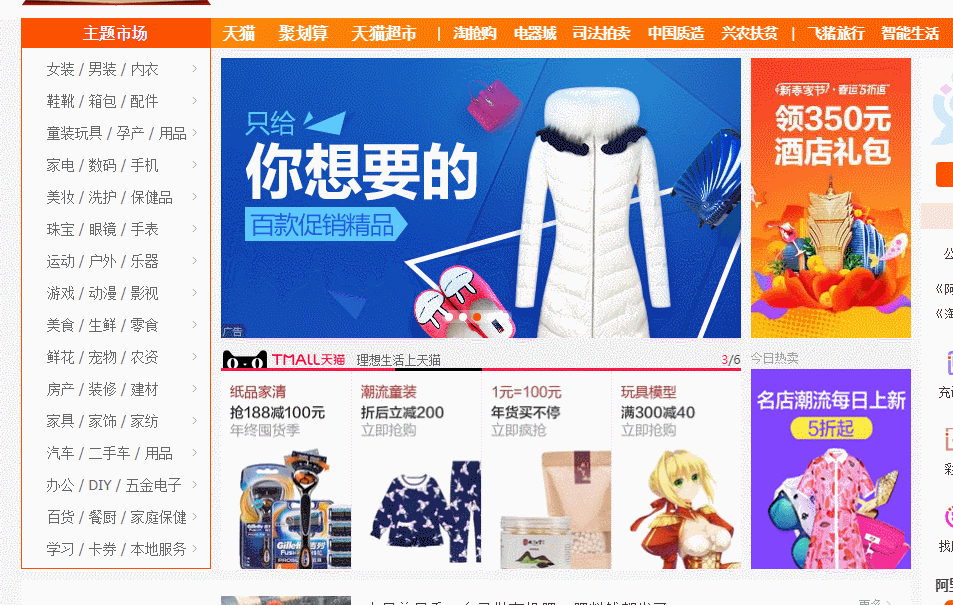 主题市场
天猫 聚划算 天猫超市 | 淘抢购 电器城 司法拍卖 中国质造 兴农扶贫 | 飞猪旅行 智能生活
女装 / 男装 / 内衣
鞋靴 / 箱包 / 配件
童装玩具 / 孕产 / 用品
家电 / 数码 / 手机
美妆 / 洗护 / 保健品
珠宝 / 眼镜 / 手表
运动 / 户外 / 乐器
游戏 / 动漫 / 影视
美食 / 生鲜 / 零食
鲜花 / 宠物 / 农资
房产 / 装修 / 建材
家具 / 家饰 / 家纺
汽车 / 二手车 / 用品
办公 / DIY / 五金电子
百货 / 餐厨 / 家庭保健
学习 / 卡券 / 本地服务
只给
你想要的
百款促销精品
广告
新春家节 · 春运5折返
领350元
酒店礼包
TMALL天猫 理想生活上天猫
3/6
今日热卖
纸品家清
抢188减100元
年终囤货季
潮流童装
折后立减200
立即抢购
1元=100元
年货买不停
立即疯抢
玩具模型
满300减40
立即抢购
Gillette
名店潮流每日上新
5折起
公
《阿
《淘
充
彩
找
阿里
更多